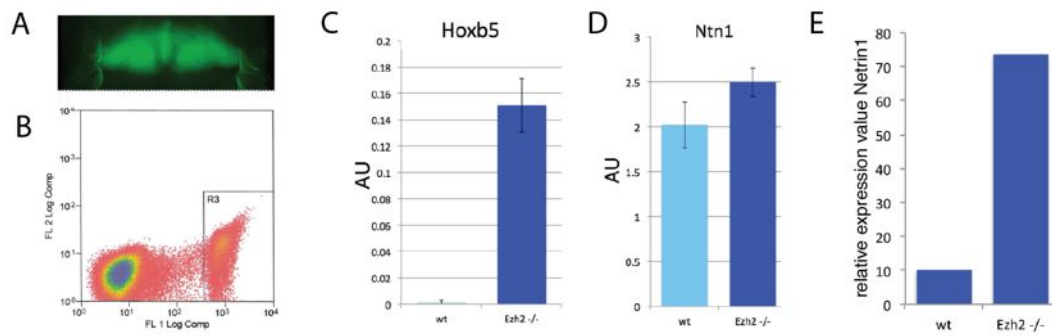 A
B
FL 2 Log Comp
10⁴
10³
10²
10¹
10⁰
R3
10⁰ 10¹ 10² 10³ 10⁴
FL 1 Log Comp
C
Hoxb5
AU
0.2
0.18
0.16
0.14
0.12
0.1
0.08
0.06
0.04
0.02
0
wt Ezh2 -/-
D
Ntn1
AU
3
2.5
2
1.5
1
0.5
0
wt Ezh2 -/-
E
relative expression value Netrin1
80
70
60
50
40
30
20
10
0
wt Ezh2 -/-